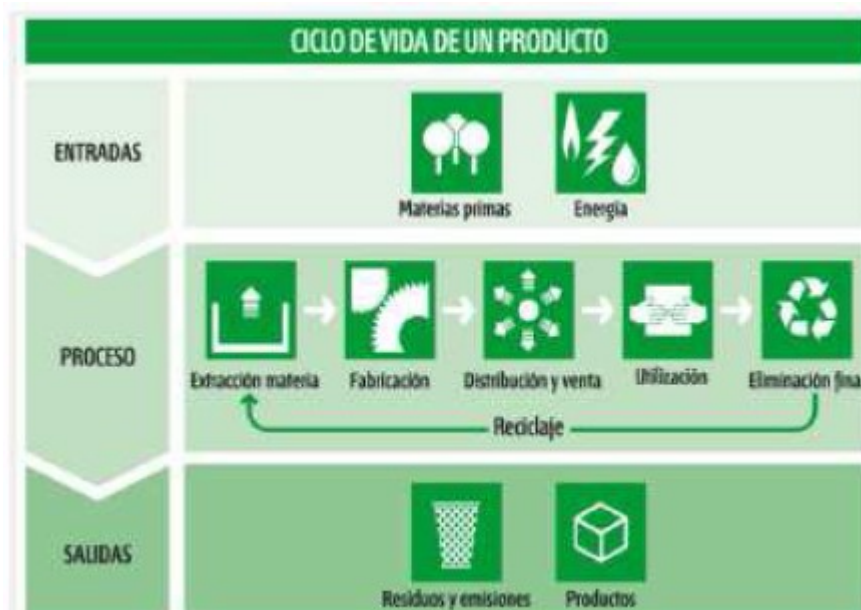 CICLO DE VIDA DE UN PRODUCTO
ENTRADAS
Materias primas
Energía
PROCESO
Extracción materia
Fabricación
Distribución y venta
Utilización
Eliminación fina
Reciclaje
SALIDAS
Residuos y emisiones
Productos